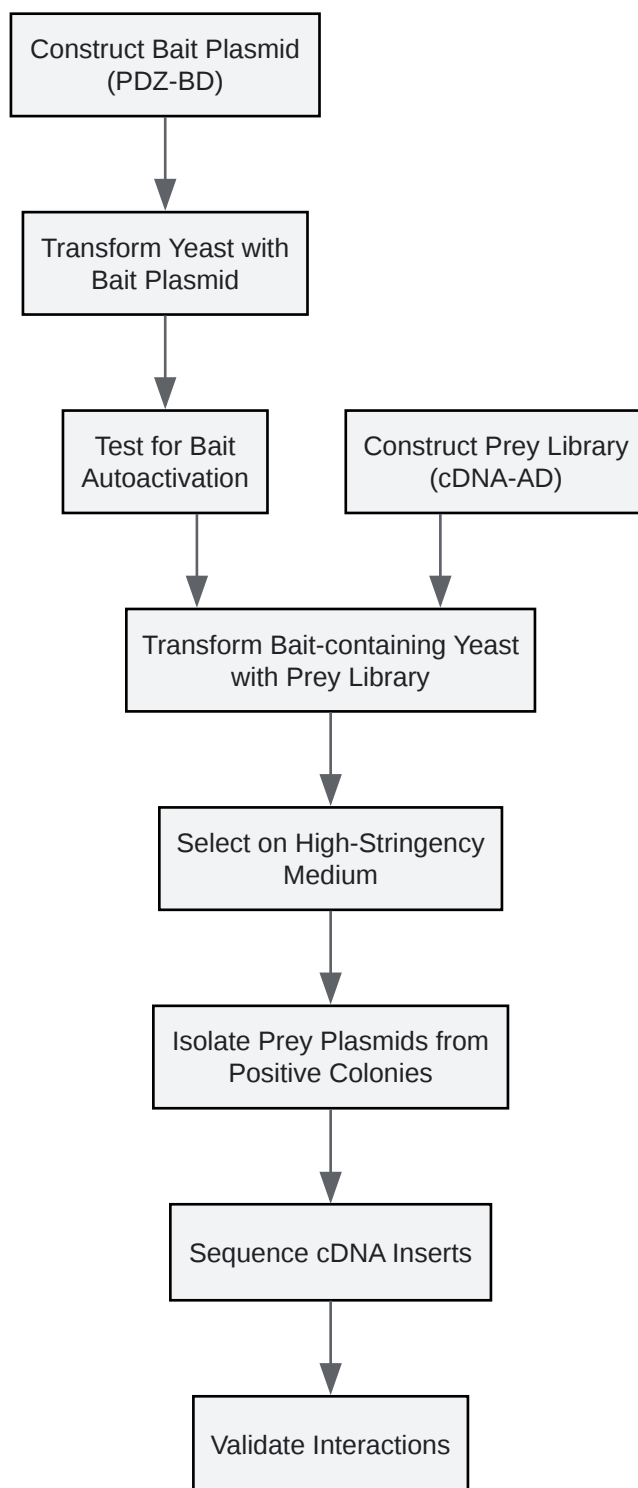 Construct Bait Plasmid
(PDZ-BD)
Transform Yeast with
Bait Plasmid
Test for Bait
Autoactivation
Construct Prey Library
(cDNA-AD)
Transform Bait-containing Yeast
with Prey Library
Select on High-Stringency
Medium
Isolate Prey Plasmids from
Positive Colonies
Sequence cDNA Inserts
Validate Interactions